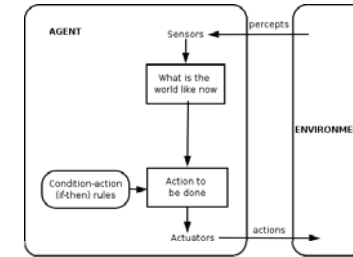 AGENT
Sensors
percepts
What is the
world like now
ENVIRONME
Condition-action
(if-then) rules
Action to
be done
Actuators
actions